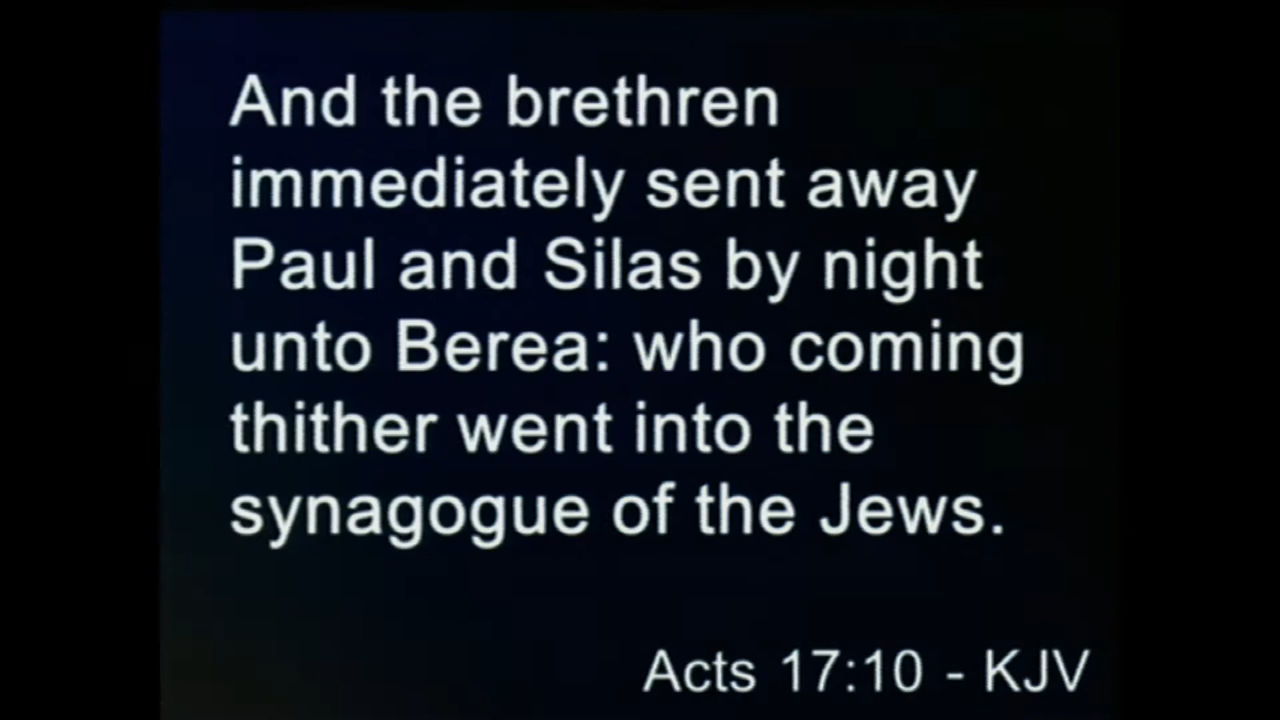 And the brethren
immediately sent away
Paul and Silas by night
unto Berea: who coming
thither went into the
synagogue of the Jews.
Acts 17:10 - KJV